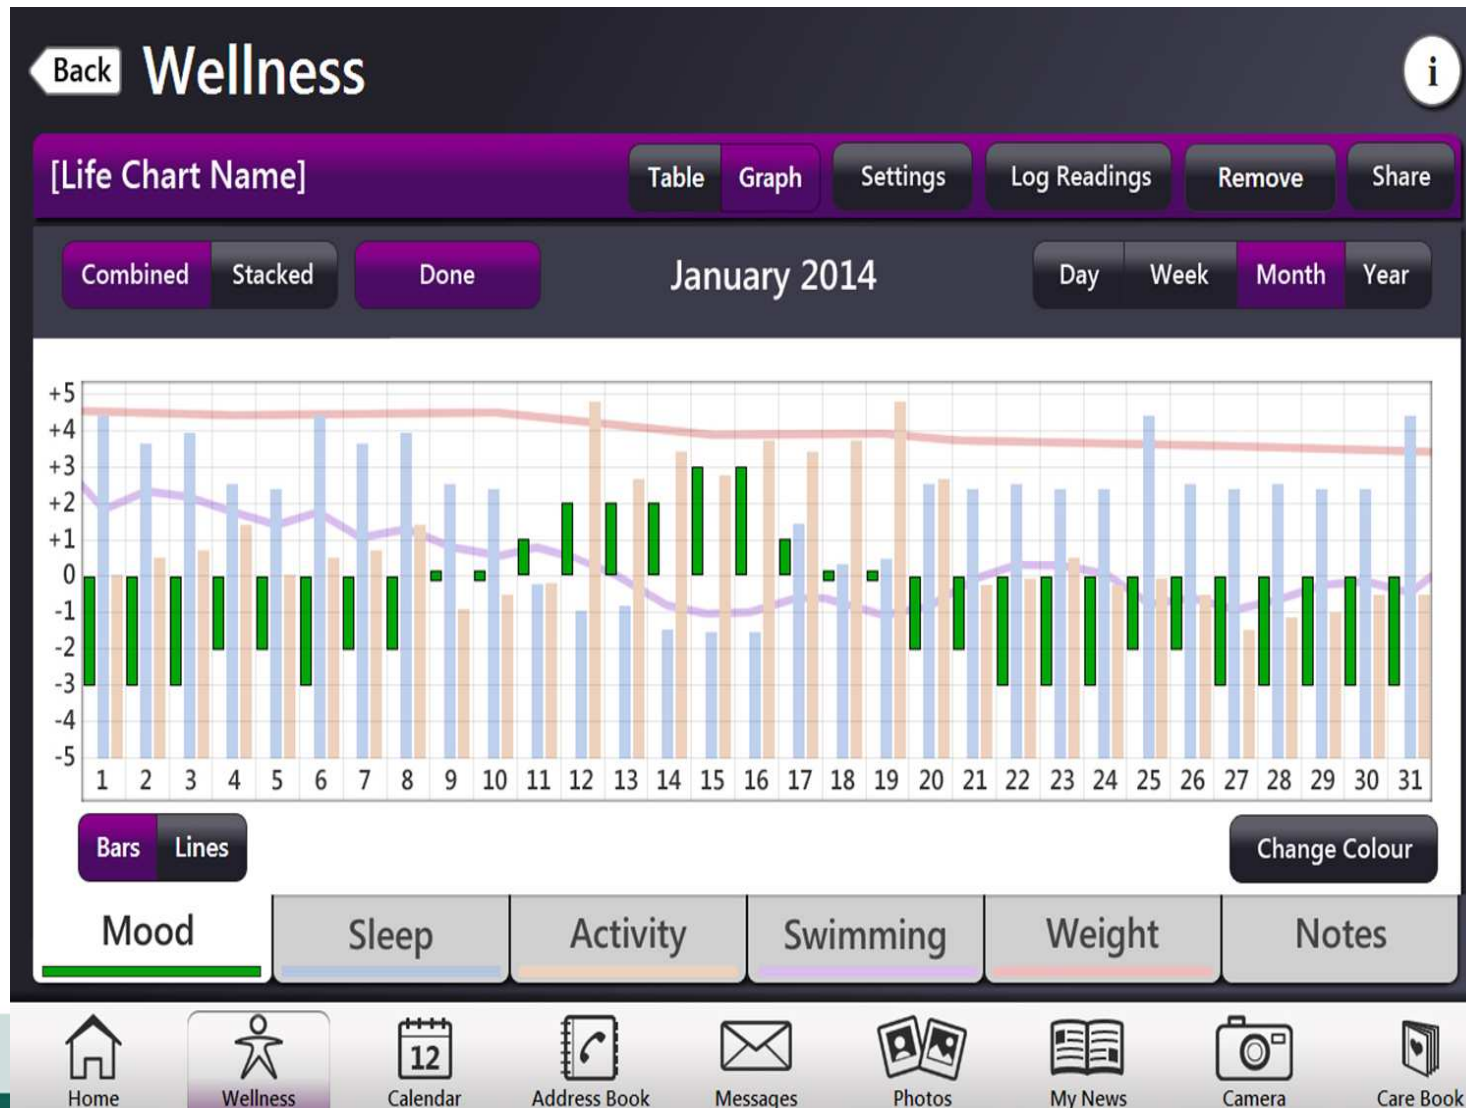 Back Wellness i
[Life Chart Name] Table Graph Settings Log Readings Remove Share
Combined Stacked Done January 2014 Day Week Month Year
+5
+4
+3
+2
+1
0
-1
-2
-3
-4
-5
1 2 3 4 5 6 7 8 9 10 11 12 13 14 15 16 17 18 19 20 21 22 23 24 25 26 27 28 29 30 31
Bars Lines Change Colour
Mood Sleep Activity Swimming Weight Notes
12
Home Wellness Calendar Address Book Messages Photos My News Camera Care Book